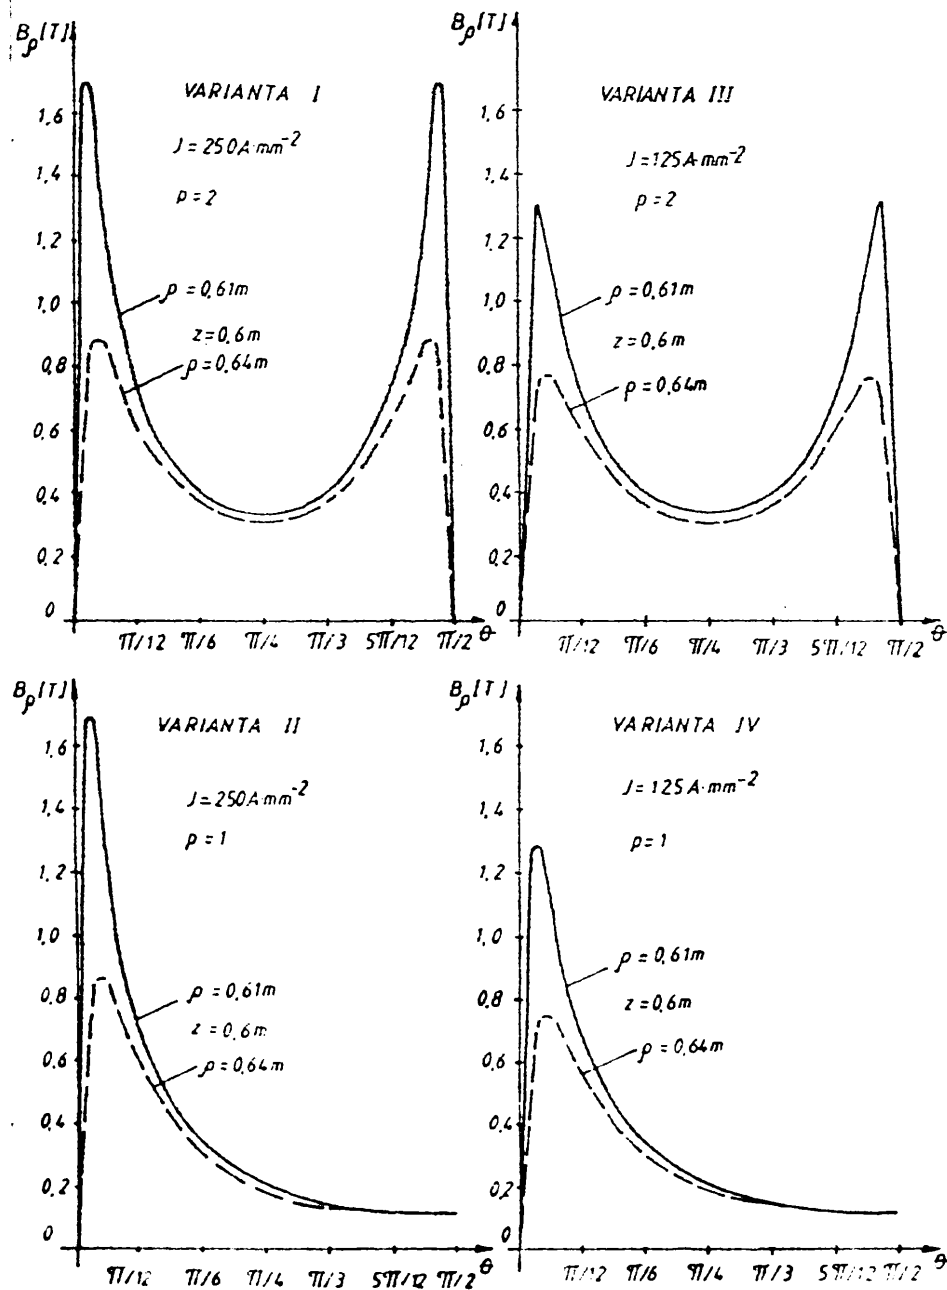 Bρ [T]
VARIANTA I
J = 250 A·mm⁻²
p = 2
ρ = 0,61m
z = 0,6m
ρ = 0,64m
1,6
1,4
1,2
1,0
0,8
0,6
0,4
0,2
0
π/12 π/6 π/4 π/3 5π/12 π/2 θ
Bρ [T]
VARIANTA III
J = 125 A·mm⁻²
p = 2
ρ = 0,61m
z = 0,6m
ρ = 0,64m
1,6
1,4
1,2
1,0
0,8
0,6
0,4
0,2
0
π/12 π/6 π/4 π/3 5π/12 π/2 θ
Bρ [T]
VARIANTA II
J = 250 A·mm⁻²
p = 1
ρ = 0,61m
z = 0,6m
ρ = 0,64m
1,6
1,4
1,2
1,0
0,8
0,6
0,4
0,2
0
π/12 π/6 π/4 π/3 5π/12 π/2 θ
Bρ [T]
VARIANTA IV
J = 125 A·mm⁻²
p = 1
ρ = 0,61m
z = 0,6m
ρ = 0,64m
1,6
1,4
1,2
1,0
0,8
0,6
0,4
0,2
0
π/12 π/6 π/4 π/3 5π/12 π/2 θ